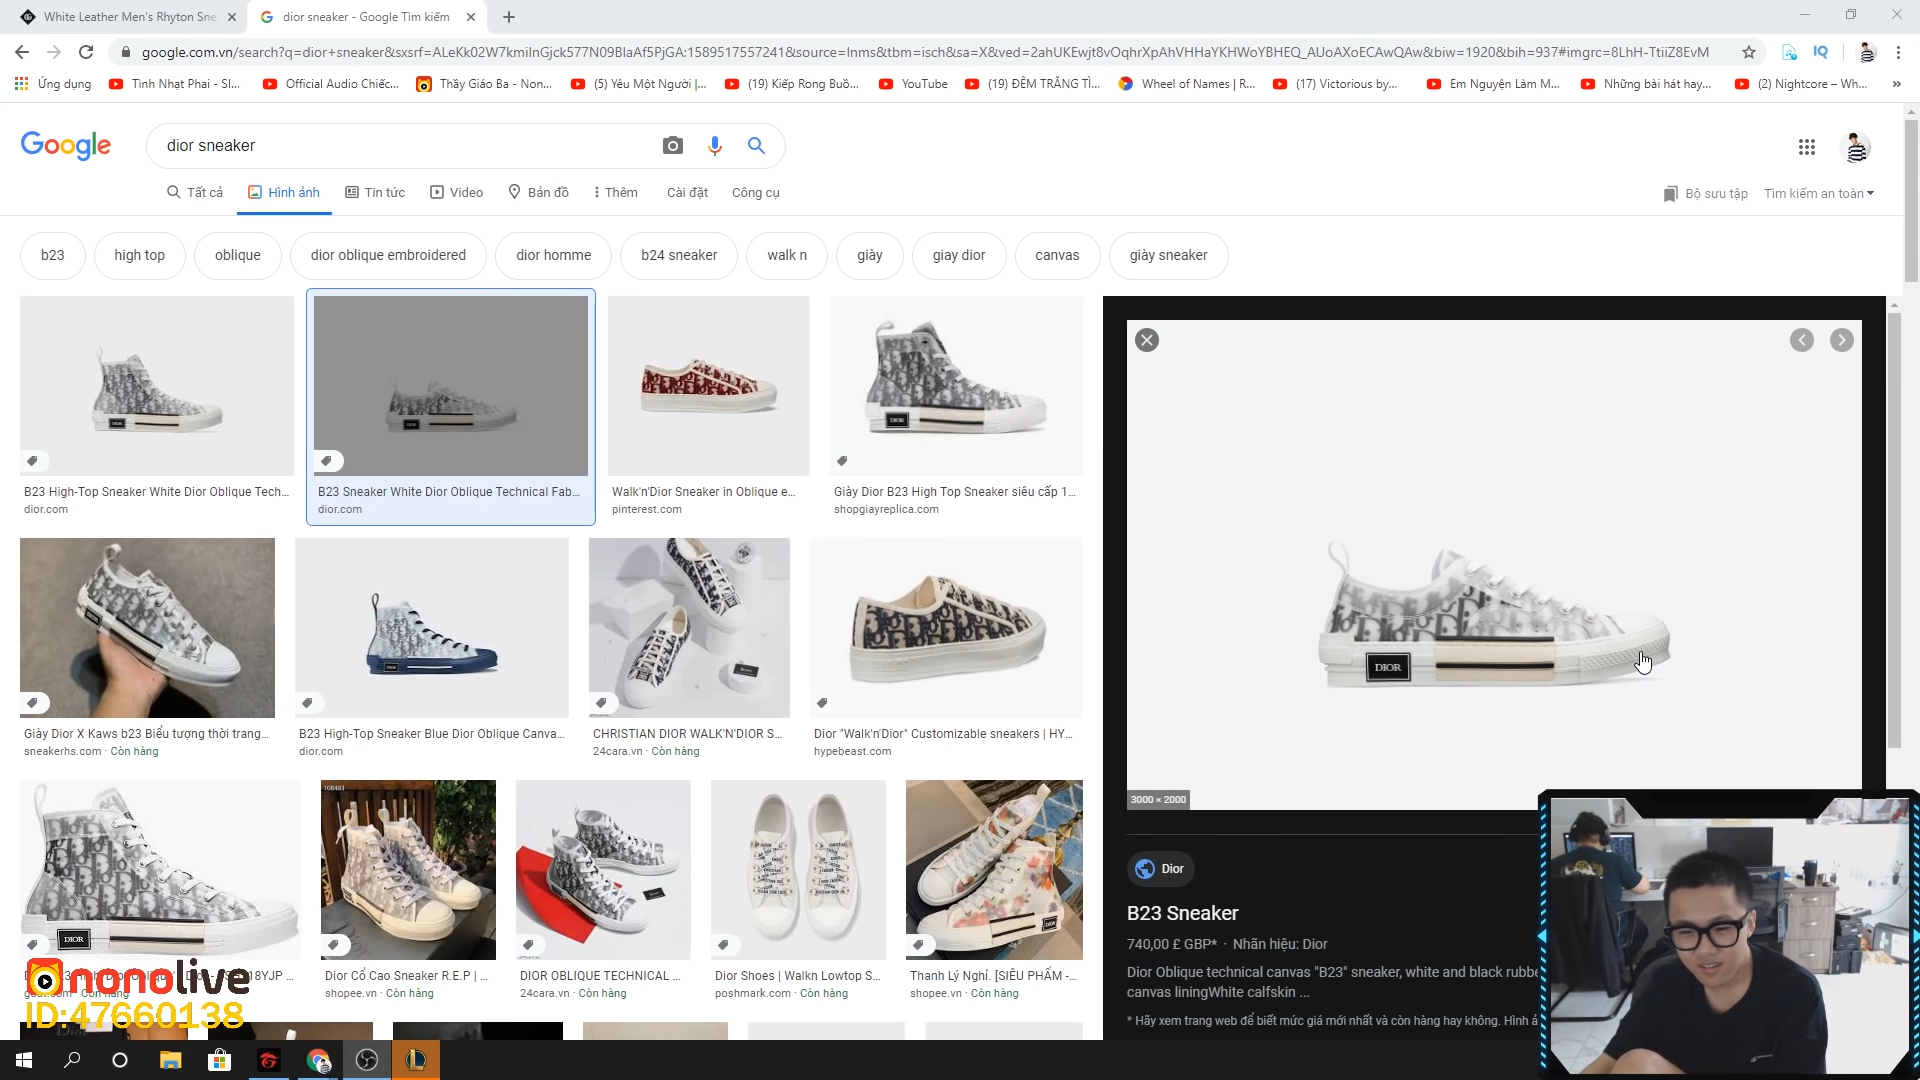 White Leather Men's Rhyton Sne
dior sneaker - Google Tìm kiếm
google.com.vn/search?q=dior+sneaker&sxsrf=ALeKk02W7kmiInGjck577N09BIaAf5PjGA:1589517557241&source=lnms&tbm=isch&sa=X&ved=2ahUKEwjt8vOqhrXpAhVHHaYKHWoYBHEQ_AUoAXoECAwQAw&biw=1920&bih=937#imgrc=8LhH-TtiiZ8EvM
IQ
Ứng dụng
Tình Nhạt Phai - Sl...
Official Audio Chiếc...
Thầy Giáo Ba - Non...
(5) Yêu Một Người |...
(19) Kiếp Rong Buồ...
YouTube
(19) ĐÊM TRĂNG TÌ...
Wheel of Names | R...
(17) Victorious by...
Em Nguyện Làm M...
Những bài hát hay...
(2) Nightcore – Wh...
Google
dior sneaker
Tất cả
Hình ảnh
Tin tức
Video
Bản đồ
Thêm
Cài đặt
Công cụ
Bộ sưu tập
Tìm kiếm an toàn
b23
high top
oblique
dior oblique embroidered
dior homme
b24 sneaker
walk n
giày
giay dior
canvas
giày sneaker
B23 High-Top Sneaker White Dior Oblique Tech...
dior.com
B23 Sneaker White Dior Oblique Technical Fab...
dior.com
Walk'n'Dior Sneaker in Oblique e...
pinterest.com
Giày Dior B23 High Top Sneaker siêu cấp 1...
shopgiayreplica.com
Giày Dior X Kaws b23 Biểu tượng thời trang...
sneakerhs.com · Còn hàng
B23 High-Top Sneaker Blue Dior Oblique Canva...
dior.com
CHRISTIAN DIOR WALK'N'DIOR S...
24cara.vn · Còn hàng
Dior "Walk'n'Dior" Customizable sneakers | HY...
hypebeast.com
108483
DIOR
Dior Cổ Cao Sneaker R.E.P | ...
shopee.vn · Còn hàng
DIOR OBLIQUE TECHNICAL ...
24cara.vn · Còn hàng
Dior Shoes | Walkn Lowtop S...
poshmark.com · Còn hàng
Thanh Lý Nghỉ. [SIÊU PHẨM -...
shopee.vn · Còn hàng
nonolive
ID:47660138
DIOR
3000 × 2000
Dior
B23 Sneaker
740,00 £ GBP* · Nhãn hiệu: Dior
Dior Oblique technical canvas "B23" sneaker, white and black rubbe
canvas liningWhite calfskin ...
* Hãy xem trang web để biết mức giá mới nhất và còn hàng hay không. Hình ả